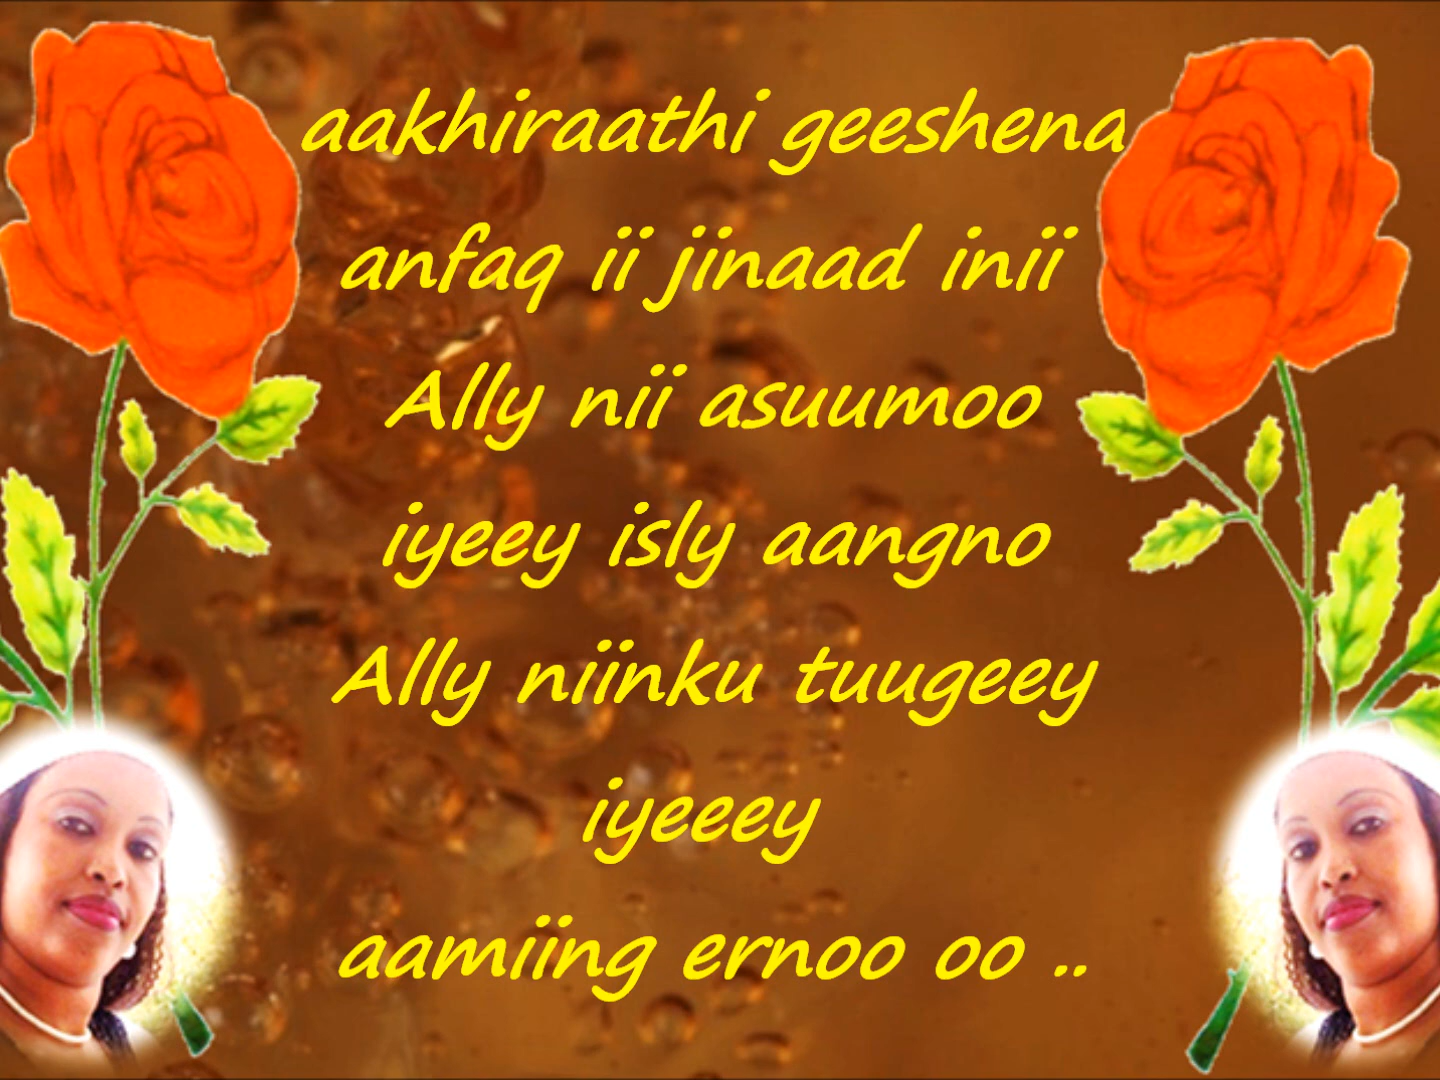 aakhiraathi geeshena
anfaq ii jinaad inii
Ally nii asuumoo
iyeey isly aangno
Ally niinku tuugeey
iyeeey
aamiing ernoo oo ..